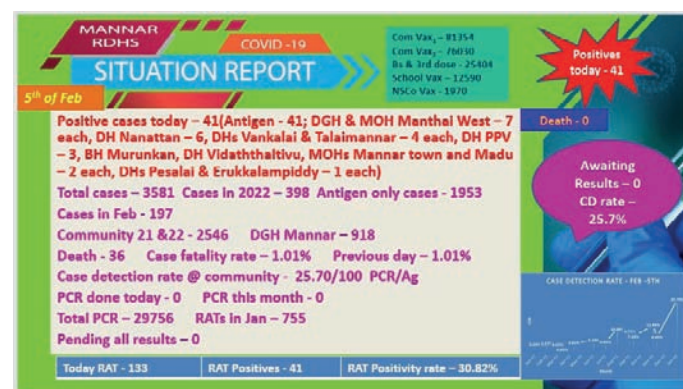 MANNAR
RDHS
COVID -19
SITUATION REPORT
5th of Feb
Com Vax1 – 81354
Com Vax2 – 76030
Bs & 3rd dose - 25404
School Vax – 12590
NSCo Vax - 1970
Positives
today - 41
Positive cases today – 41(Antigen - 41; DGH & MOH Manthai West – 7
each, DH Nanattan – 6, DHs Vankalai & Talaimannar – 4 each, DH PPV
– 3, BH Murunkan, DH Vidaththaltivu, MOHs Mannar town and Madu
– 2 each, DHs Pesalai & Erukkalampiddy – 1 each)
Total cases – 3581 Cases in 2022 – 398 Antigen only cases - 1953
Cases in Feb - 197
Community 21 &22 - 2546 DGH Mannar – 918
Death - 36 Case fatality rate – 1.01% Previous day – 1.01%
Case detection rate @ community - 25.70/100 PCR/Ag
PCR done today - 0 PCR this month - 0
Total PCR – 29756 RATs in Jan – 755
Pending all results – 0
Death - 0
Awaiting
Results – 0
CD rate –
25.7%
CASE DETECTION RATE - FEB -5TH
Today RAT - 133
RAT Positives - 41
RAT Positivity rate – 30.82%